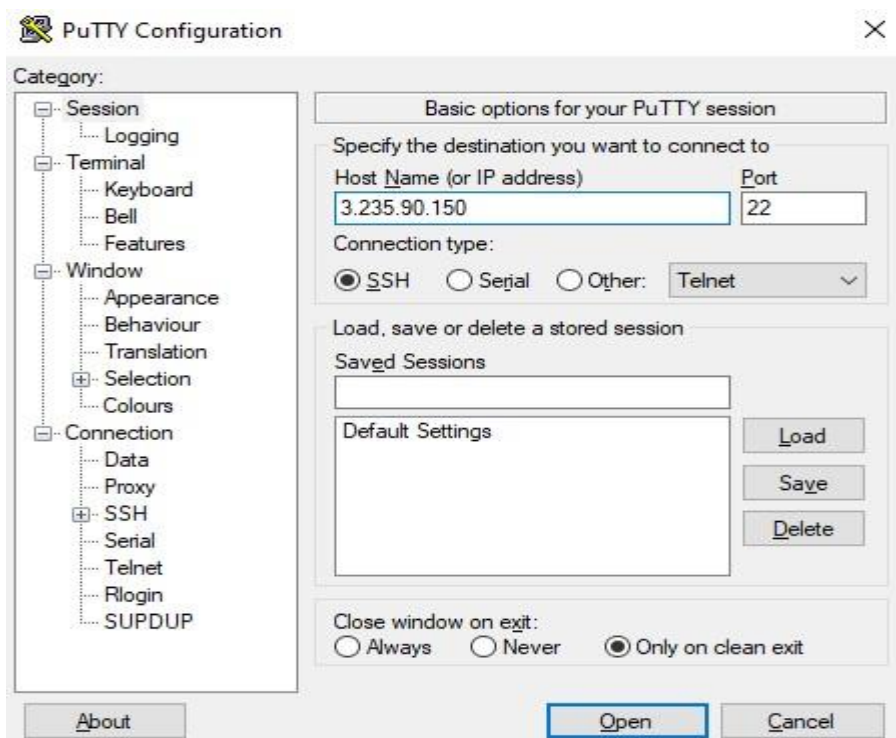 PuTTY Configuration
Category:
Session
Logging
Terminal
Keyboard
Bell
Features
Window
Appearance
Behaviour
Translation
Selection
Colours
Connection
Data
Proxy
SSH
Serial
Telnet
Rlogin
SUPDUP
Basic options for your PuTTY session
Specify the destination you want to connect to
Host Name (or IP address) Port
3.235.90.150 22
Connection type:
SSH Serial Other: Telnet
Load, save or delete a stored session
Saved Sessions
Default Settings
Load
Save
Delete
Close window on exit:
Always Never Only on clean exit
About Open Cancel